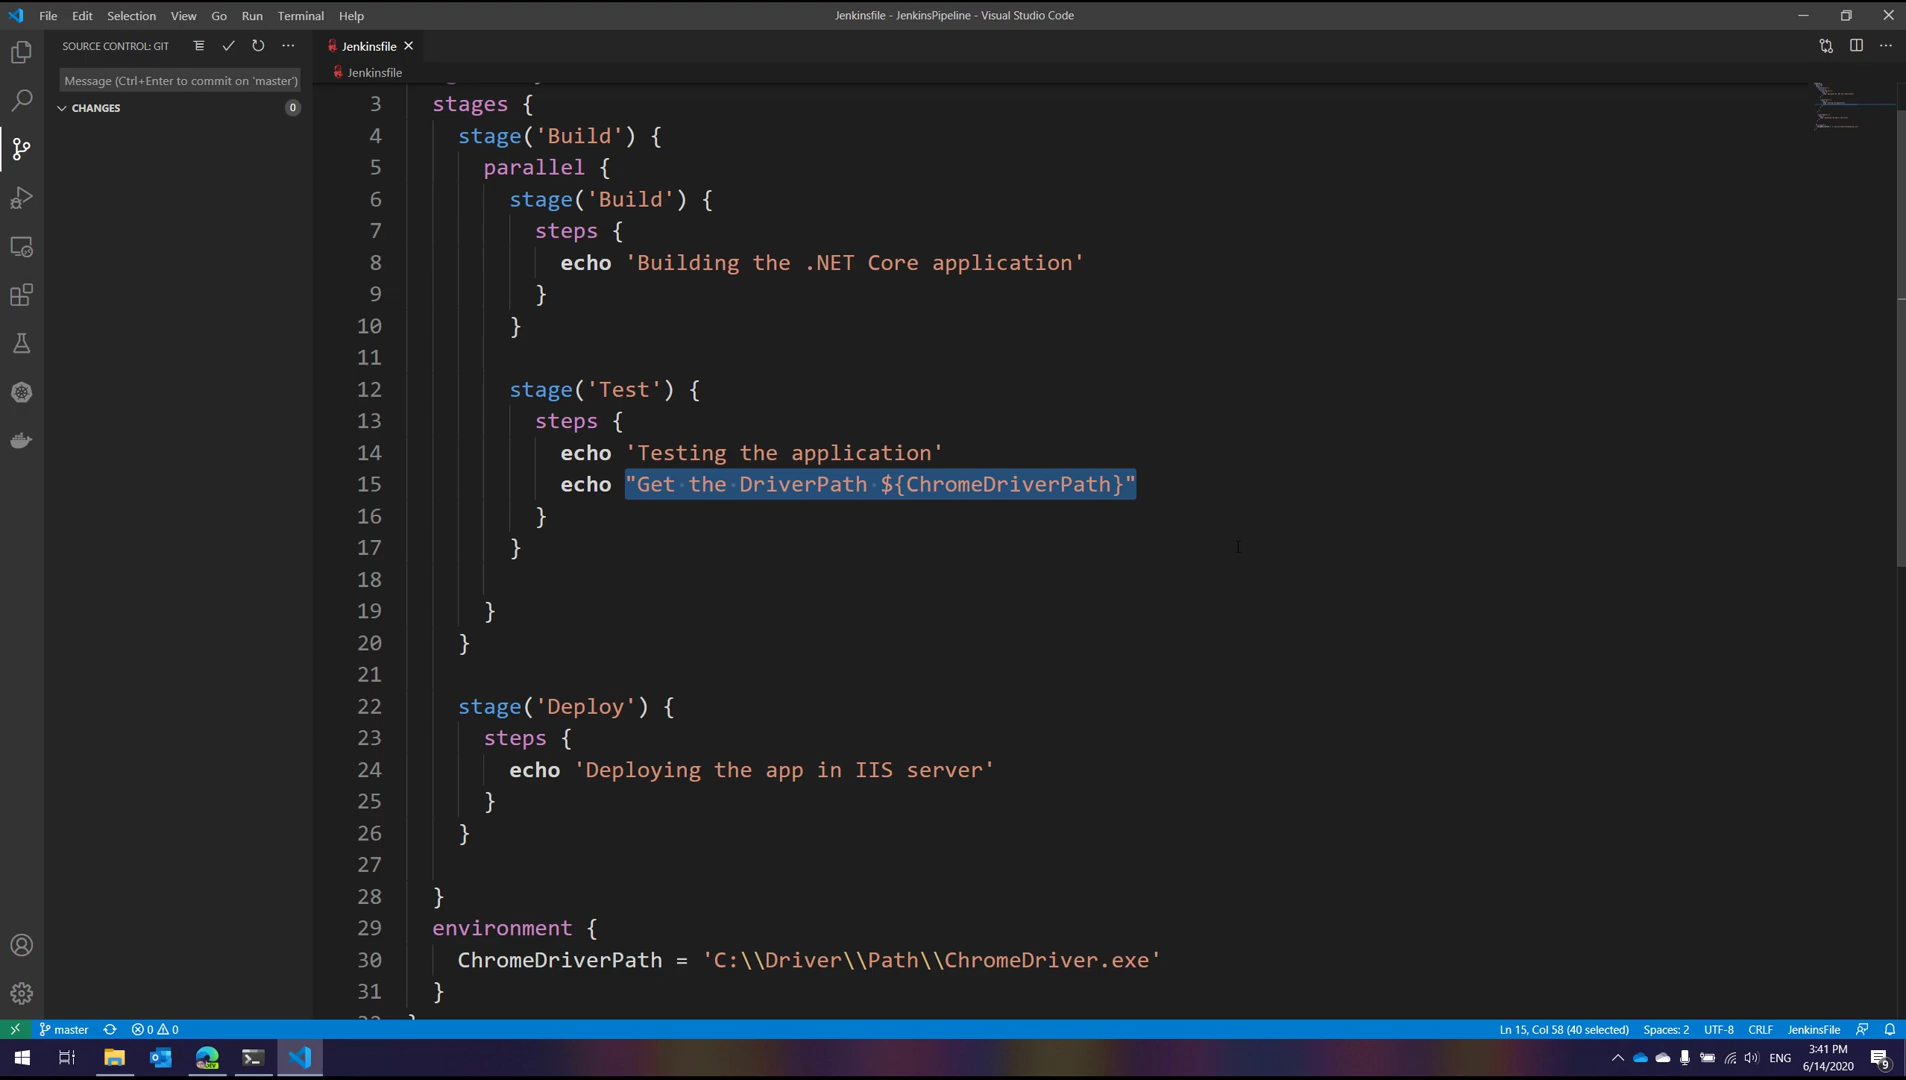 File Edit Selection View Go Run Terminal Help
Jenkinsfile - JenkinsPipeline - Visual Studio Code
SOURCE CONTROL: GIT
Jenkinsfile
Message (Ctrl+Enter to commit on 'master')
Jenkinsfile
CHANGES 0
3 stages {
4 stage('Build') {
5 parallel {
6 stage('Build') {
7 steps {
8 echo 'Building the .NET Core application'
9 }
10 }
11
12 stage('Test') {
13 steps {
14 echo 'Testing the application'
15 echo "Get the DriverPath ${ChromeDriverPath}"
16 }
17 }
18
19 }
20 }
21
22 stage('Deploy') {
23 steps {
24 echo 'Deploying the app in IIS server'
25 }
26 }
27
28 }
29 environment {
30 ChromeDriverPath = 'C:\\Driver\\Path\\ChromeDriver.exe'
31 }
master 0 0 Ln 15, Col 58 (40 selected) Spaces: 2 UTF-8 CRLF JenkinsFile
ENG
3:41 PM
6/14/2020
9